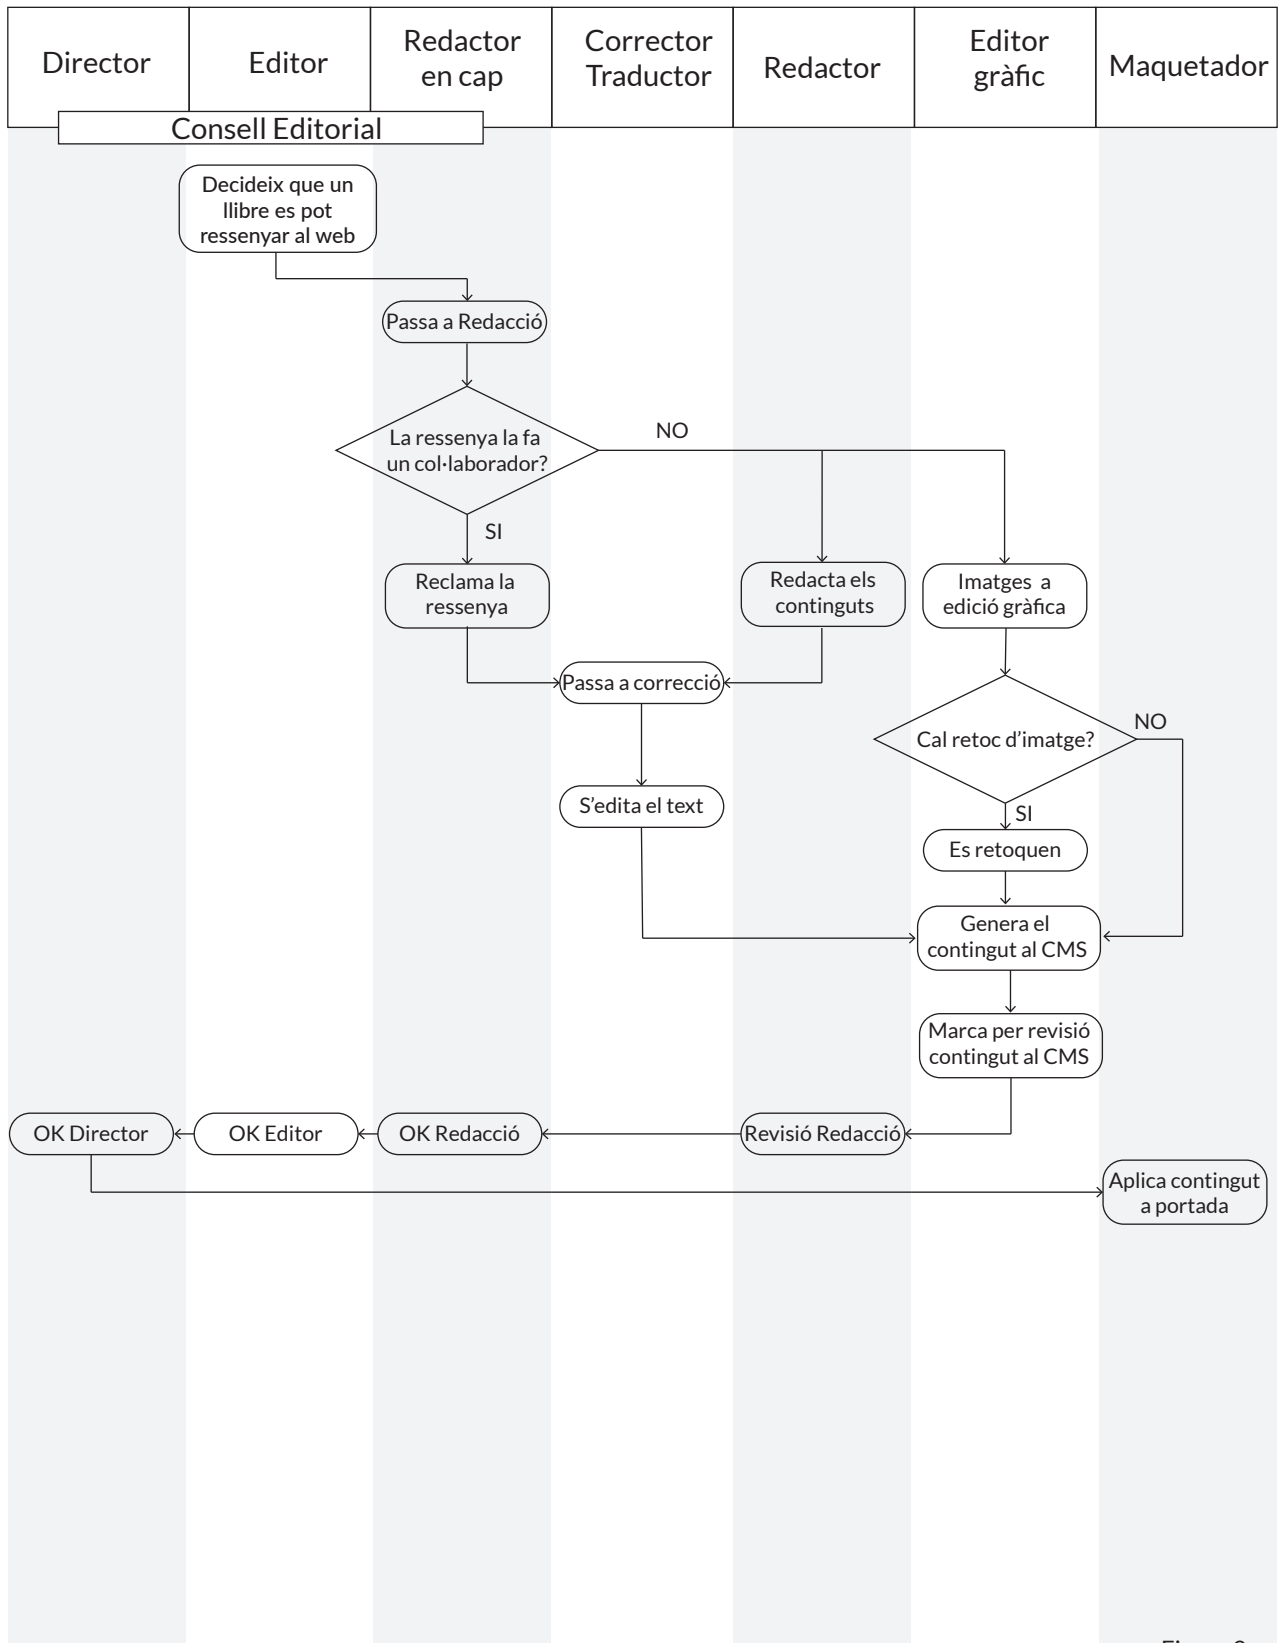 Director
Editor
Redactor
en cap
Corrector
Traductor
Redactor
Editor
gràfic
Maquetador
Consell Editorial
Decideix que un
llibre es pot
ressenyar al web
Passa a Redacció
La ressenya la fa
un col·laborador?
NO
SI
Reclama la
ressenya
Redacta els
continguts
Imatges a
edició gràfica
Passa a correcció
Cal retoc d’imatge?
NO
S’edita el text
SI
Es retoquen
Genera el
contingut al CMS
Marca per revisió
contingut al CMS
OK Director
OK Editor
OK Redacció
Revisió Redacció
Aplica contingut
a portada